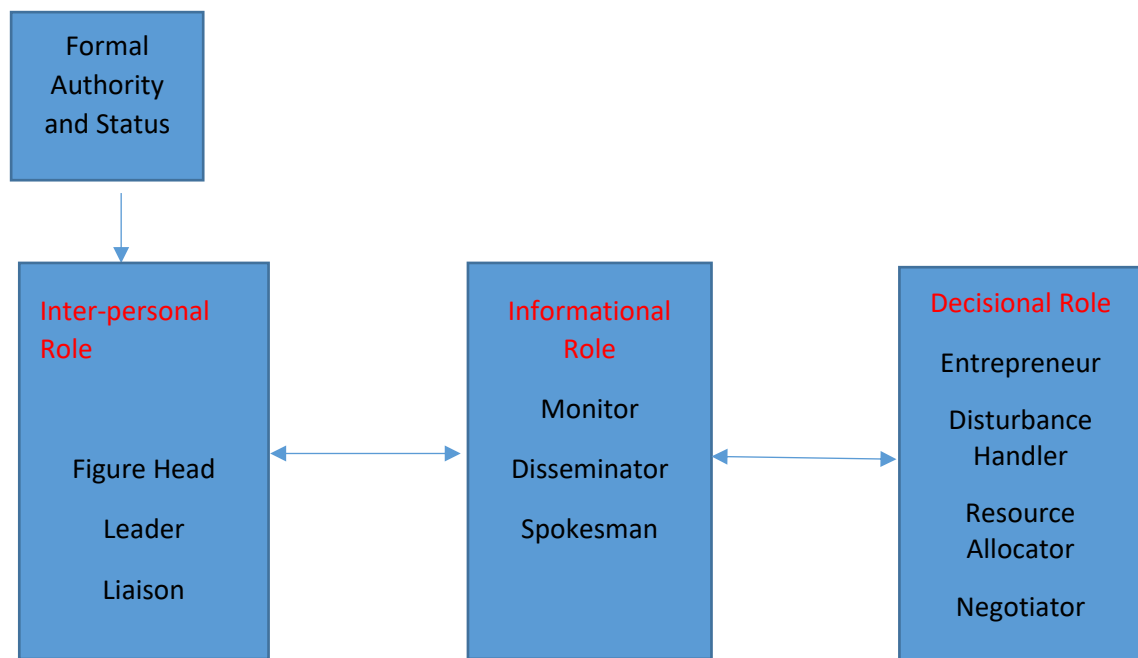 Formal
Authority
and Status
Inter-personal
Role
Figure Head
Leader
Liaison
Informational
Role
Monitor
Disseminator
Spokesman
Decisional Role
Entrepreneur
Disturbance
Handler
Resource
Allocator
Negotiator